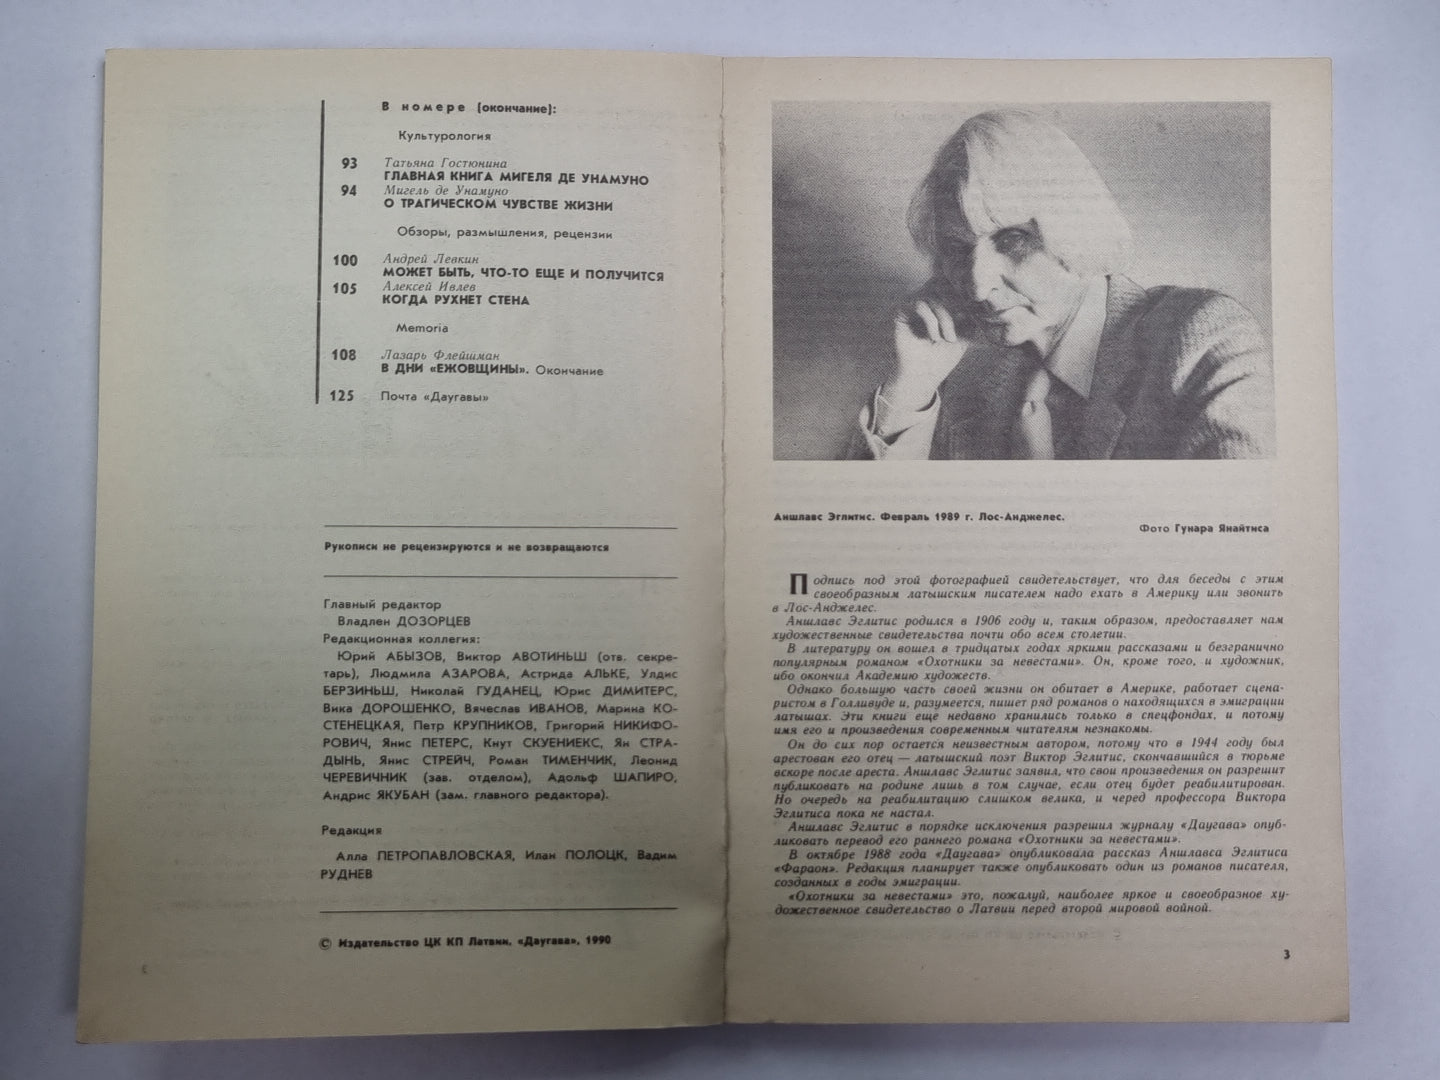 В номере (окончание):
Культурология
93 Татьяна Гостюнина
ГЛАВНАЯ КНИГА МИГЕЛЯ ДЕ УНАМУНО
94 Мигель де Унамуно
О ТРАГИЧЕСКОМ ЧУВСТВЕ ЖИЗНИ
Обзоры, размышления, рецензии
100 Андрей Левкин
МОЖЕТ БЫТЬ, ЧТО-ТО ЕЩЕ И ПОЛУЧИТСЯ
105 Алексей Ивлев
КОГДА РУХНЕТ СТЕНА
Memoria
108 Лазарь Флейшман
В ДНИ «ЕЖОВЩИНЫ». Окончание
125 Почта «Даугавы»
Рукописи не рецензируются и не возвращаются
Главный редактор
Владлен ДОЗОРЦЕВ
Редакционная коллегия:
Юрий АБЫЗОВ, Виктор АВОТИНЬШ (отв. секре-
тарь), Людмила АЗАРОВА, Астрида АЛЬКЕ, Улдис
БЕРЗИНЬШ, Николай ГУДАНЕЦ, Юрис ДИМИТЕРС,
Вика ДОРОШЕНКО, Вячеслав ИВАНОВ, Марина КО-
СТЕНЕЦКАЯ, Петр КРУПНИКОВ, Григорий НИКИФО-
РОВИЧ, Янис ПЕТЕРС, Кнут СКУЕНИЕКС, Ян СТРА-
ДЫНЬ, Янис СТРЕЙЧ, Роман ТИМЕНЧИК, Леонид
ЧЕРЕВИЧНИК (зав. отделом), Адольф ШАПИРО,
Андрис ЯКУБАН (зам. главного редактора).
Редакция
Алла ПЕТРОПАВЛОВСКАЯ, Илан ПОЛОЦК, Вадим
РУДНЕВ
© Издательство ЦК КП Латвии, «Даугава», 1990
Аншлавс Эглитис. Февраль 1989 г. Лос-Анджелес.
Фото Гунара Янайтиса
Подпись под этой фотографией свидетельствует, что для беседы с этим
своеобразным латышским писателем надо ехать в Америку или звонить
в Лос-Анджелес.
Аншлавс Эглитис родился в 1906 году и, таким образом, предоставляет нам
художественные свидетельства почти обо всем столетии.
В литературу он вошел в тридцатых годах яркими рассказами и безгранично
популярным романом «Охотники за невестами». Он, кроме того, и художник,
ибо окончил Академию художеств.
Однако большую часть своей жизни он обитает в Америке, работает сцена-
ристом в Голливуде и, разумеется, пишет ряд романов о находящихся в эмиграции
латышах. Эти книги еще недавно хранились только в спецфондах, и потому
имя его и произведения современным читателям незнакомы.
Он до сих пор остается неизвестным автором, потому что в 1944 году был
арестован его отец — латышский поэт Виктор Эглитис, скончавшийся в тюрьме
вскоре после ареста. Аншлавс Эглитис заявил, что свои произведения он разрешит
публиковать на родине лишь в том случае, если отец будет реабилитирован.
Но очередь на реабилитацию слишком велика, и черед профессора Виктора
Эглитиса пока не настал.
Аншлавс Эглитис в порядке исключения разрешил журналу «Даугава» опуб-
ликовать перевод его раннего романа «Охотники за невестами».
В октябре 1988 года «Даугава» опубликовала рассказ Аншлавса Эглитиса
«Фараон». Редакция планирует также опубликовать один из романов писателя,
созданных в годы эмиграции.
«Охотники за невестами» это, пожалуй, наиболее яркое и своеобразное ху-
дожественное свидетельство о Латвии перед второй мировой войной.
3